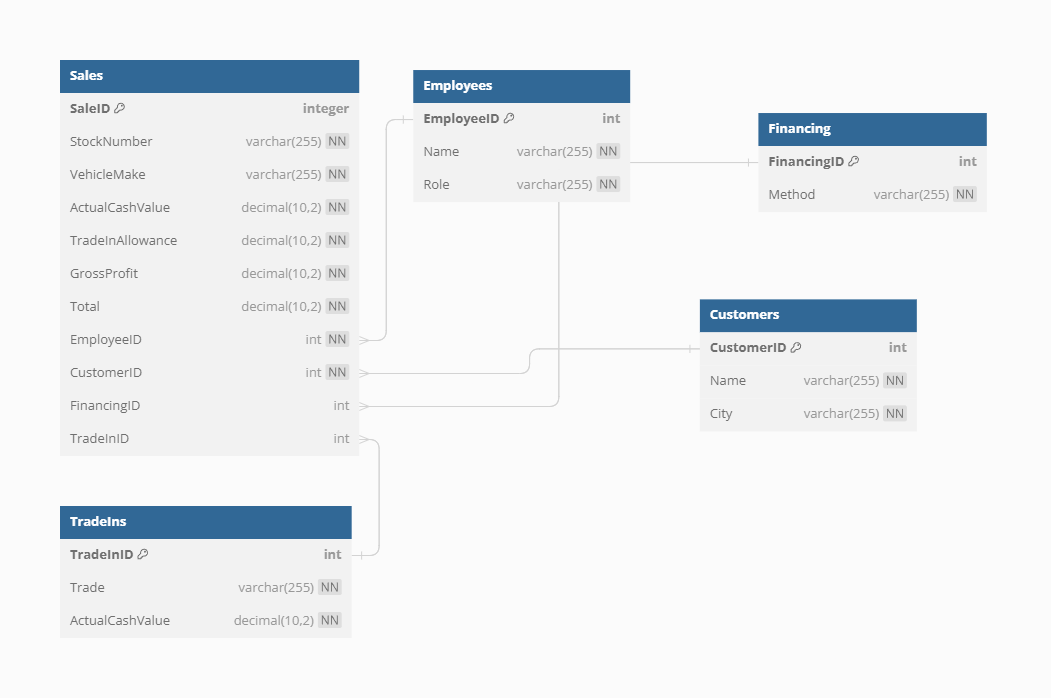 Sales
SaleID integer
StockNumber varchar(255) NN
VehicleMake varchar(255) NN
ActualCashValue decimal(10,2) NN
TradeInAllowance decimal(10,2) NN
GrossProfit decimal(10,2) NN
Total decimal(10,2) NN
EmployeeID int NN
CustomerID int NN
FinancingID int
TradeInID int
Employees
EmployeeID int
Name varchar(255) NN
Role varchar(255) NN
Financing
FinancingID int
Method varchar(255) NN
Customers
CustomerID int
Name varchar(255) NN
City varchar(255) NN
TradeIns
TradeInID int
Trade varchar(255) NN
ActualCashValue decimal(10,2) NN